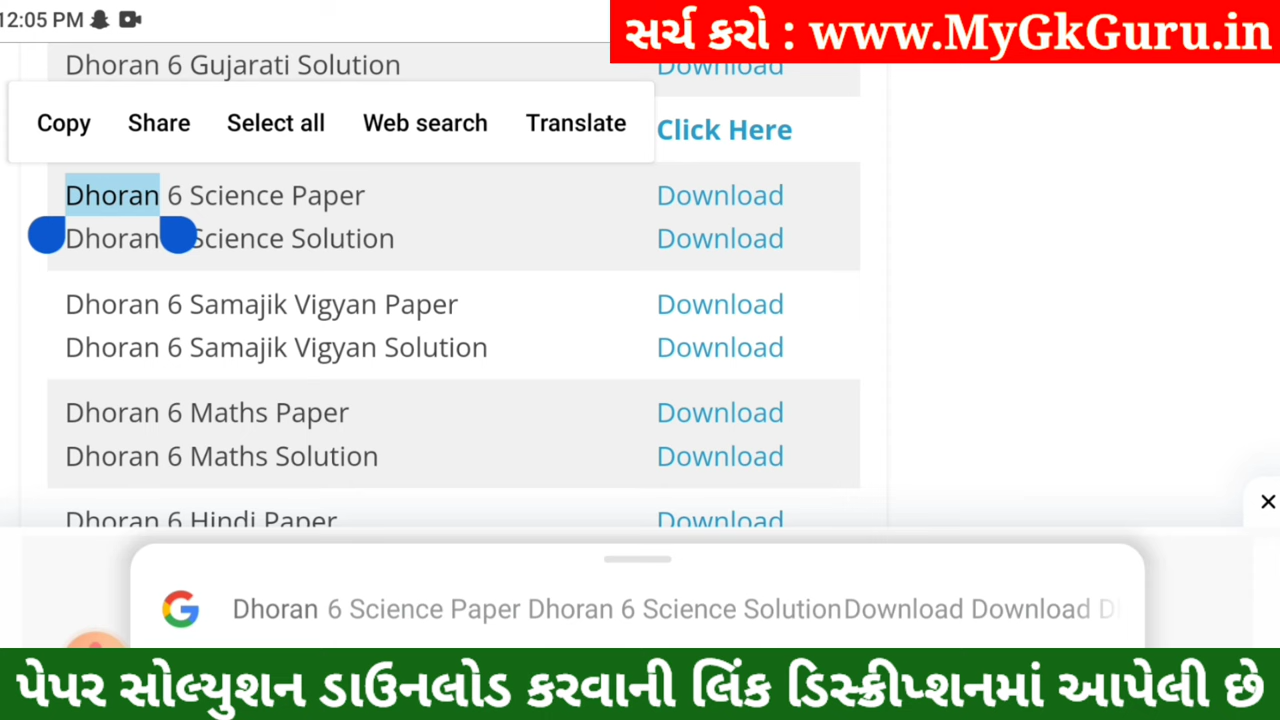 12:05 PM
સર્ચ કરો : www.MyGkGuru.in
Dhoran 6 Gujarati Solution Download
Copy Share Select all Web search Translate
Click Here
Dhoran 6 Science Paper Download
Dhoran Science Solution Download
Dhoran 6 Samajik Vigyan Paper Download
Dhoran 6 Samajik Vigyan Solution Download
Dhoran 6 Maths Paper Download
Dhoran 6 Maths Solution Download
Dhoran 6 Hindi Paper Download
Dhoran 6 Science Paper Dhoran 6 Science SolutionDownload Download D
પેપર સોલ્યુશન ડાઉનલોડ કરવાની લિંક ડિસ્ક્રીપ્શનમાં આપેલી છે